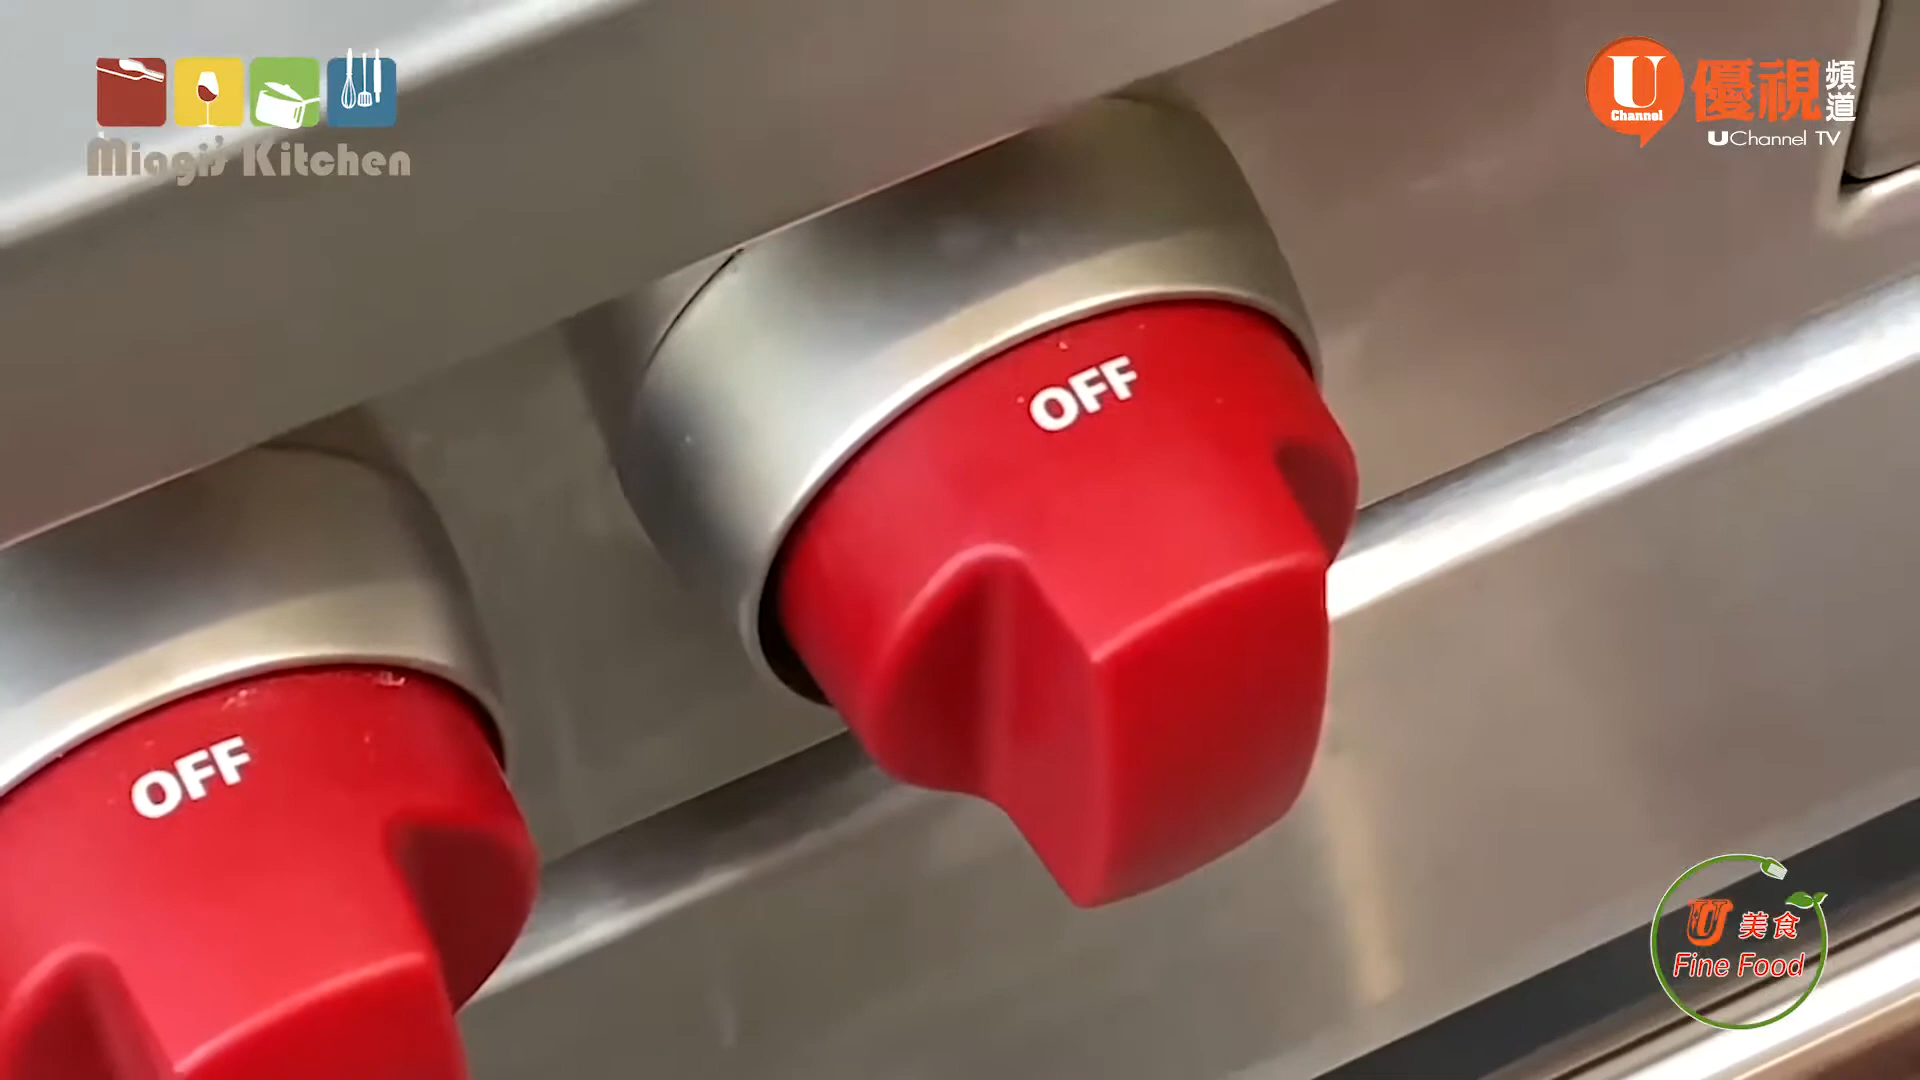 Miagi's Kitchen
U
Channel
優視
頻道
UChannel TV
OFF
OFF
U 美食
Fine Food